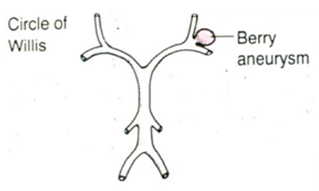 Circle of
Willis
Berry
aneurysm